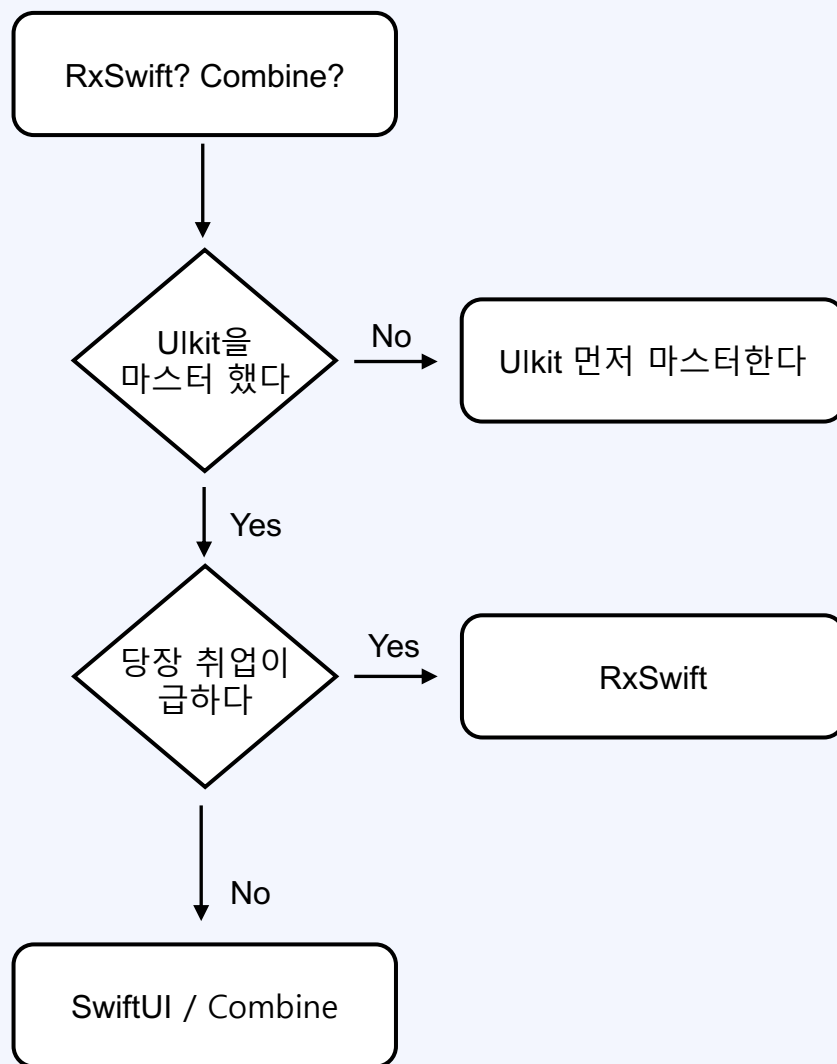 RxSwift? Combine?
UIkit을
마스터 했다
No
UIkit 먼저 마스터한다
Yes
당장 취업이
급하다
Yes
RxSwift
No
SwiftUI / Combine